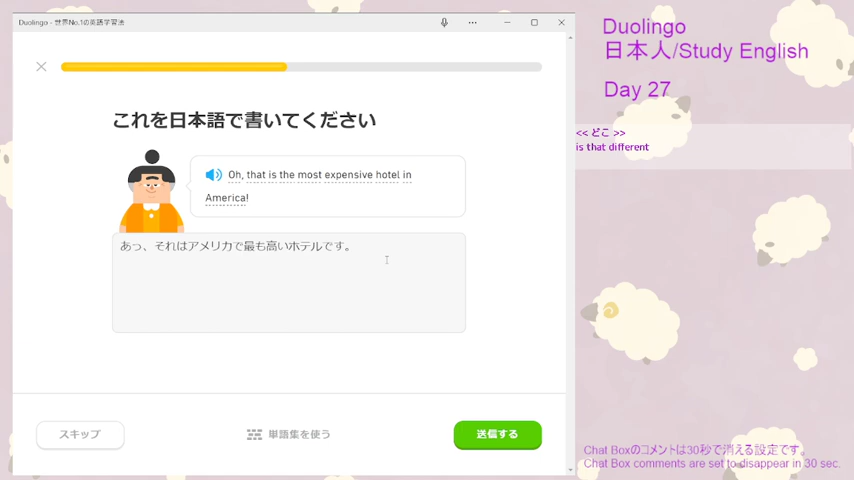 Duolingo - 世界No.1の英語学習法
これを日本語で書いてください
Oh, that is the most expensive hotel in
America!
あっ、それはアメリカで最も高いホテルです。
スキップ
単語集を使う
送信する
Duolingo
日本人/Study English
Day 27
<< どこ >>
is that different
Chat Boxのコメントは30秒で消える設定です
Chat Box comments are set to disappear in 30 sec.